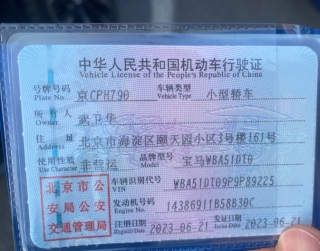 中华人民共和国机动车行驶证
Vehicle License of the People's Republic of China
号牌号码 京CPH790 车辆类型 小型轿车
Plate No. Vehicle Type
所有人 武卫华
Owner
住址 北京市海淀区颐天园小区3号楼161号
Address
使用性质 非营运 品牌型号 宝马WBA51DT0
Use Character Model
北京市公安局公安交通管理局
车辆识别代号 WBA51DT09P9P89225
VIN
发动机号码 14386911B58B30C
Engine No.
注册日期 2023-06-21 发证日期 2023-06-21
Register Date Issue Date